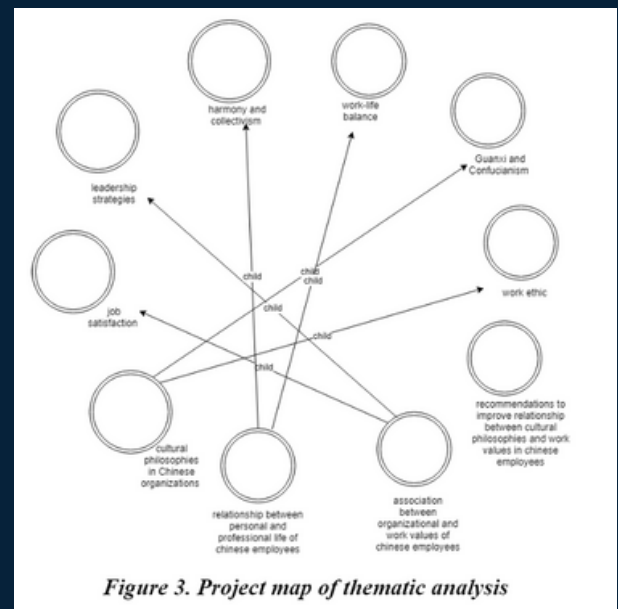 harmony and
collectivism
work-life
balance
Guanxi and
Confucianism
leadership
strategies
work ethic
job
satisfaction
child
child
child
child
child
child
recommendations to
improve relationship
between cultural
philosophies and work
values in chinese
employees
cultural
philosophies
in Chinese
organizations
relationship between
personal and
professional life of
chinese employees
association
between
organizational and
work values of
chinese employees
Figure 3. Project map of thematic analysis